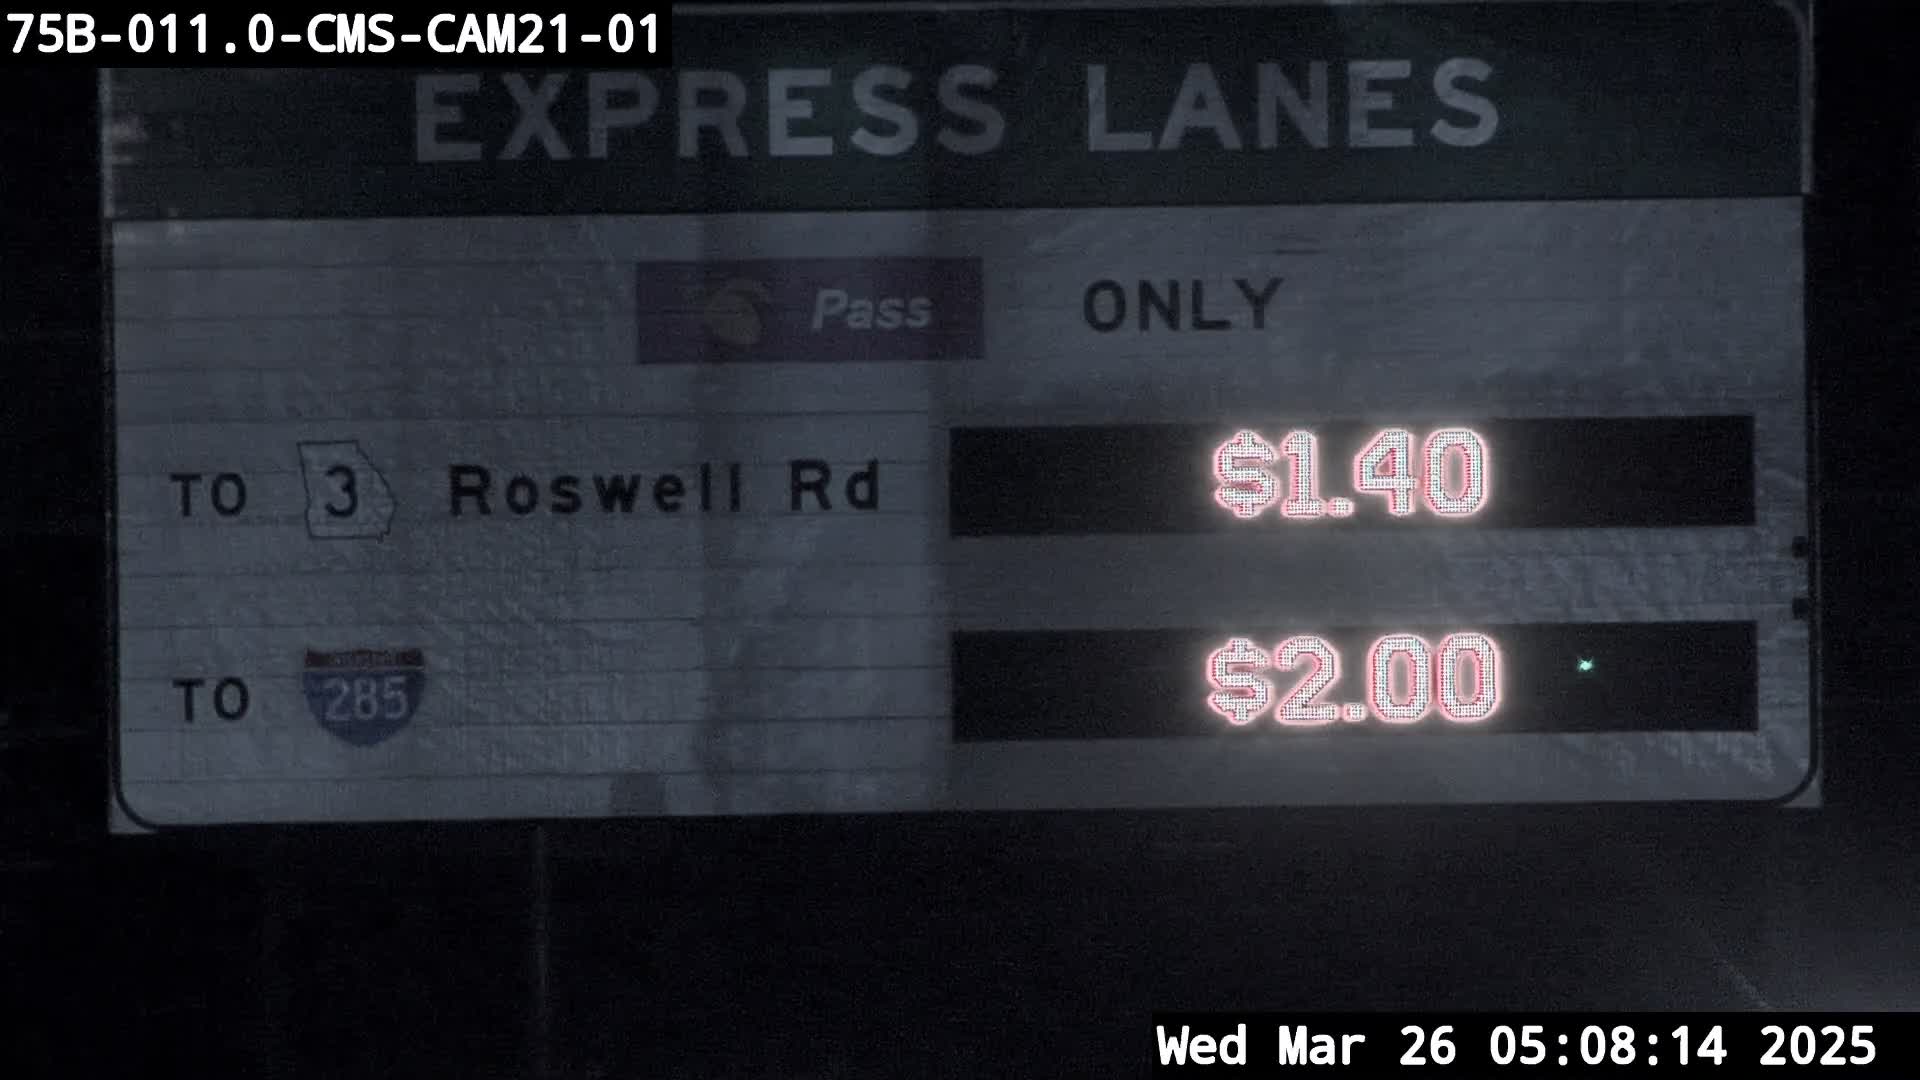 75B-011.0-CMS-CAM21-01
EXPRESS LANES
Pass ONLY
TO 3 Roswell Rd $1.40
TO 285 $2.00
Wed Mar 26 05:08:14 2025